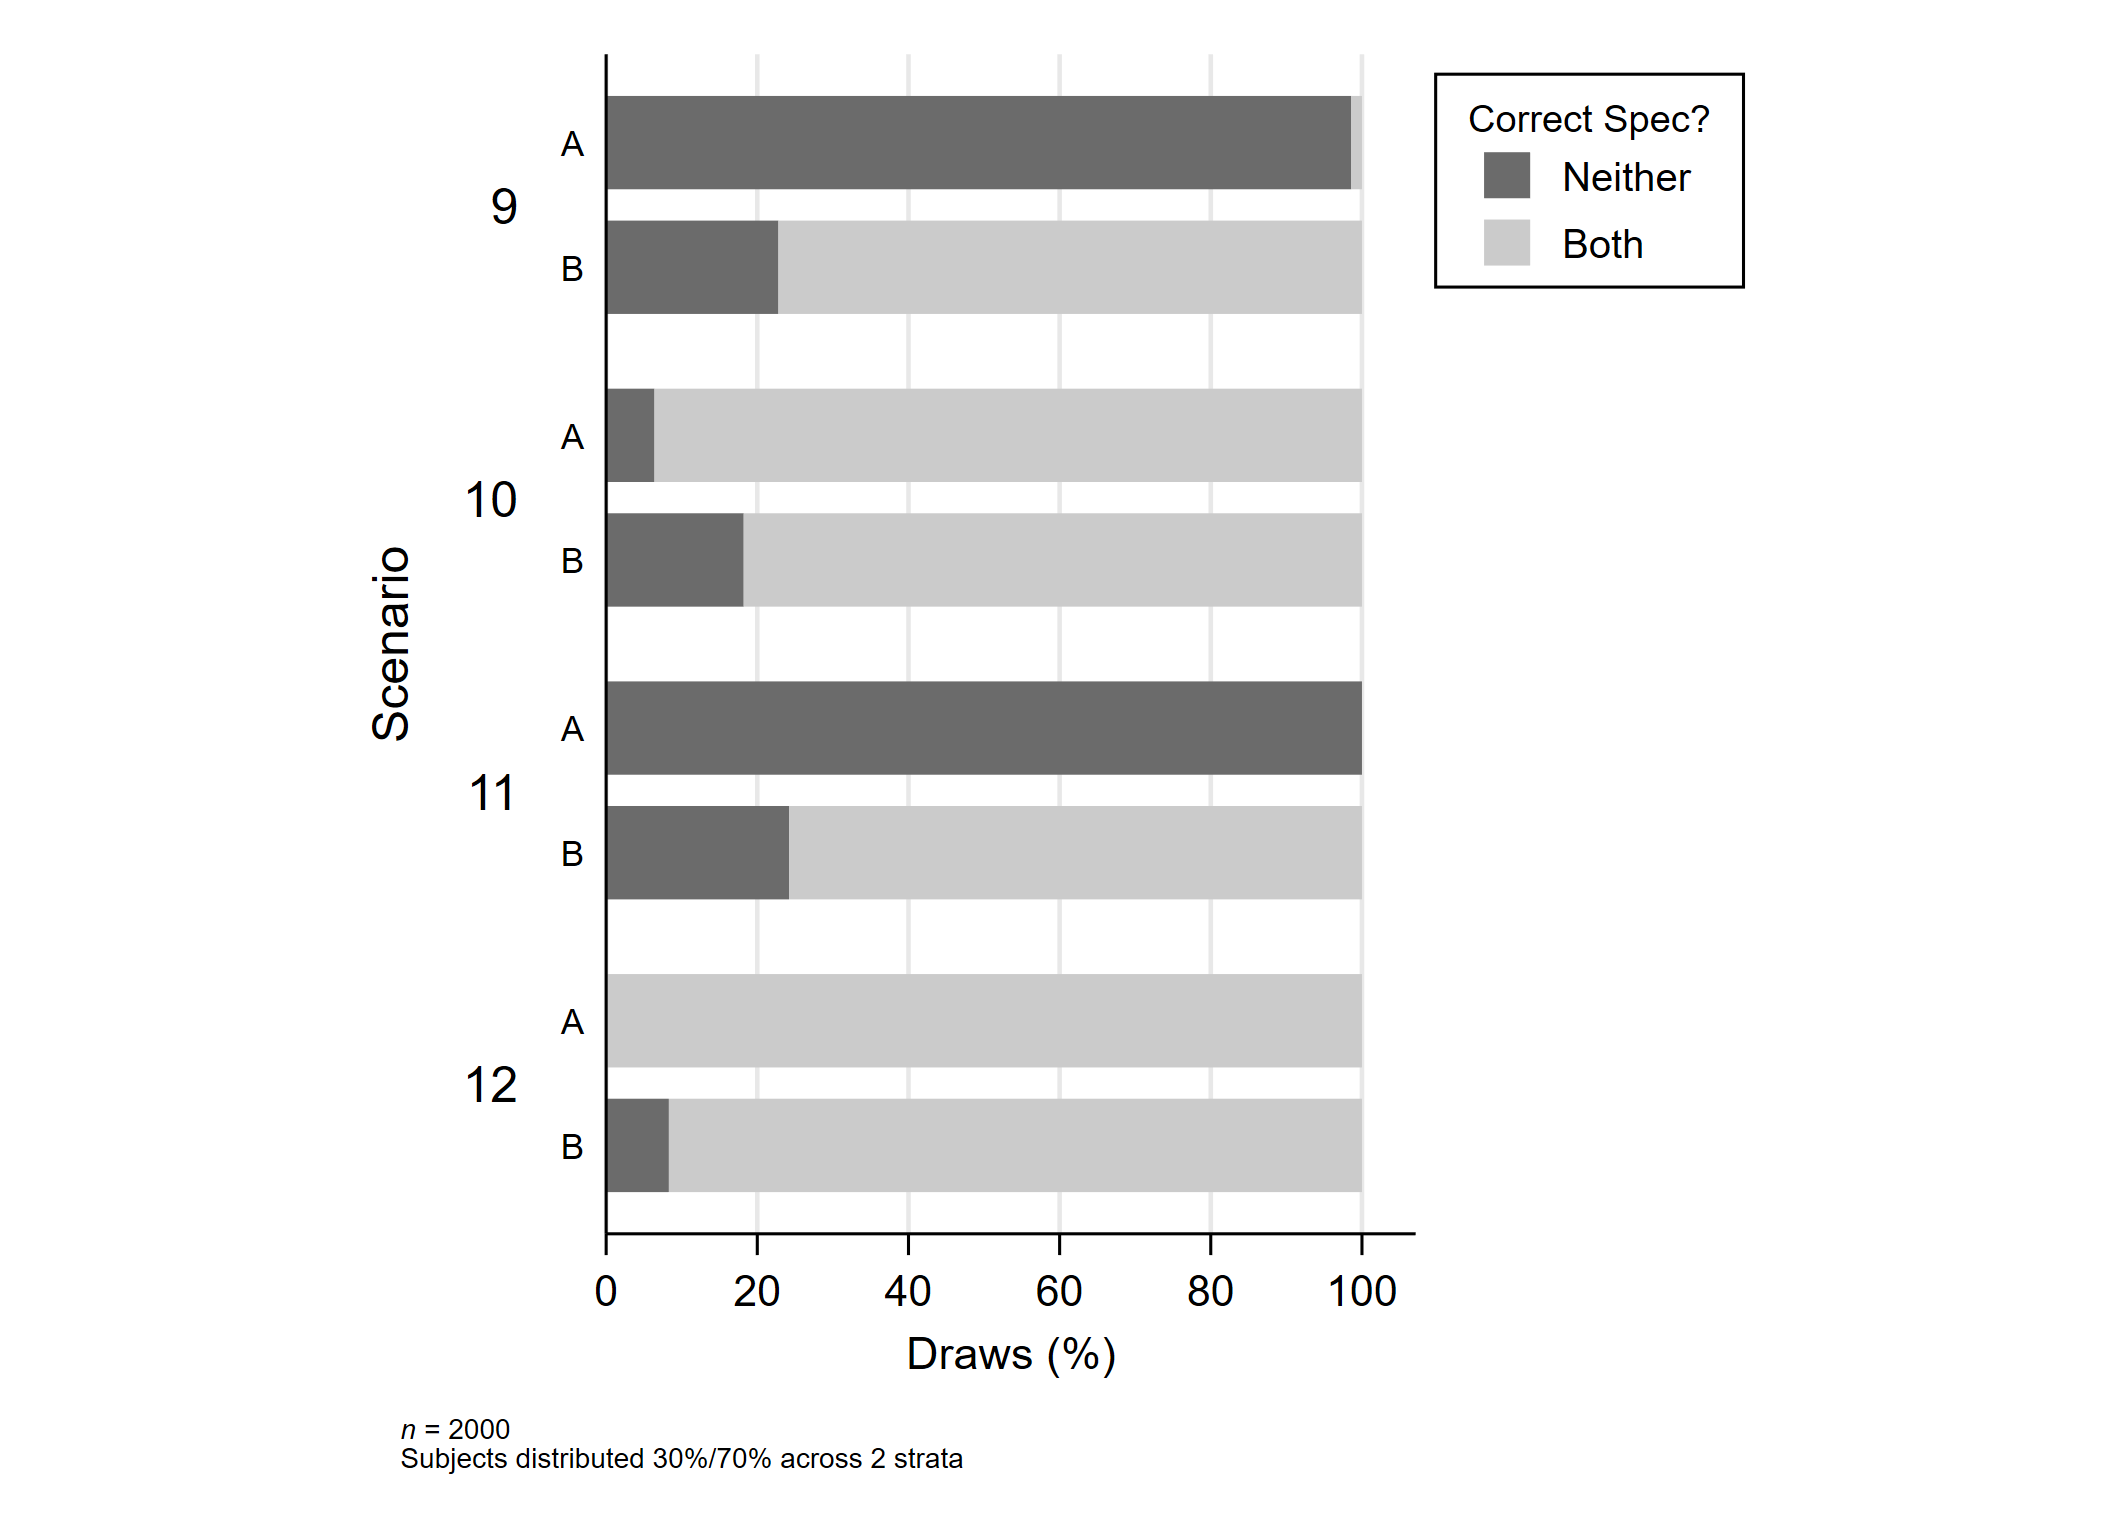 Correct Spec?
Neither
Both
Scenario
9
A
B
10
A
B
11
A
B
12
A
B
0 20 40 60 80 100
Draws (%)
n = 2000
Subjects distributed 30%/70% across 2 strata